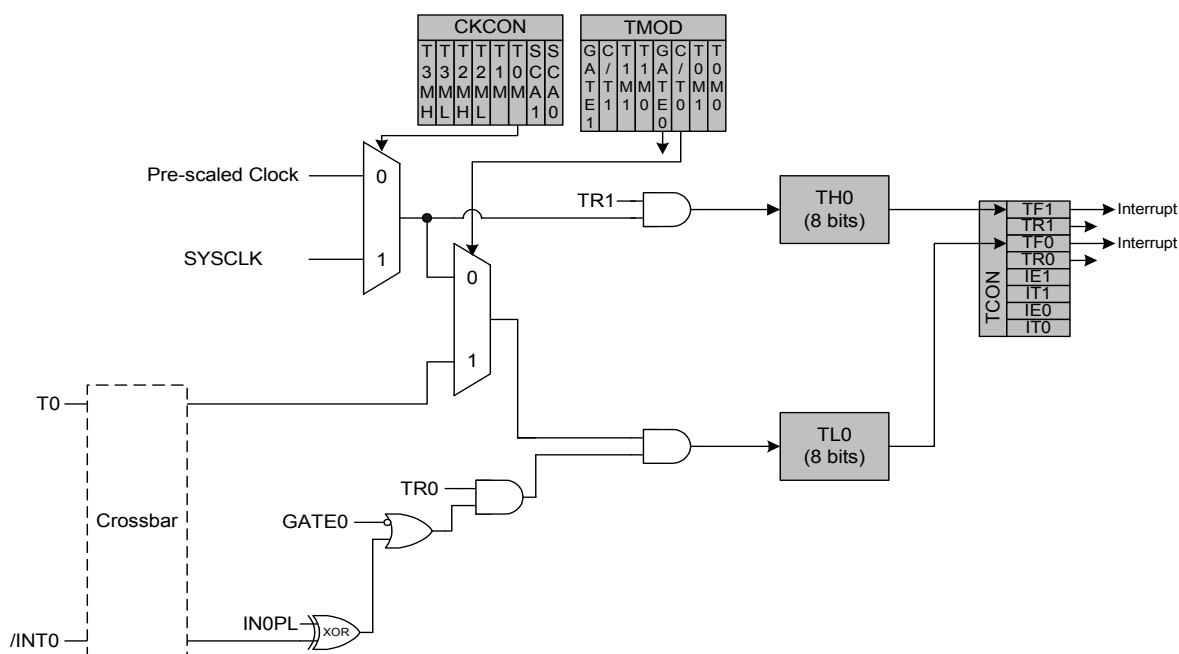 CKCON
T3MH T3ML T2MH T2ML T1M T0M SCA1 SCA0
TMOD
GATE1 C/T1 T1M1 T1M0 GATE0 C/T0 T0M1 T0M0
Pre-scaled Clock
0
SYSCLK
1
TR1
TH0
(8 bits)
TCON
TF1
TR1
TF0
TR0
IE1
IT1
IE0
IT0
Interrupt
Interrupt
0
1
T0
Crossbar
TL0
(8 bits)
TR0
GATE0
IN0PL
XOR
/INT0